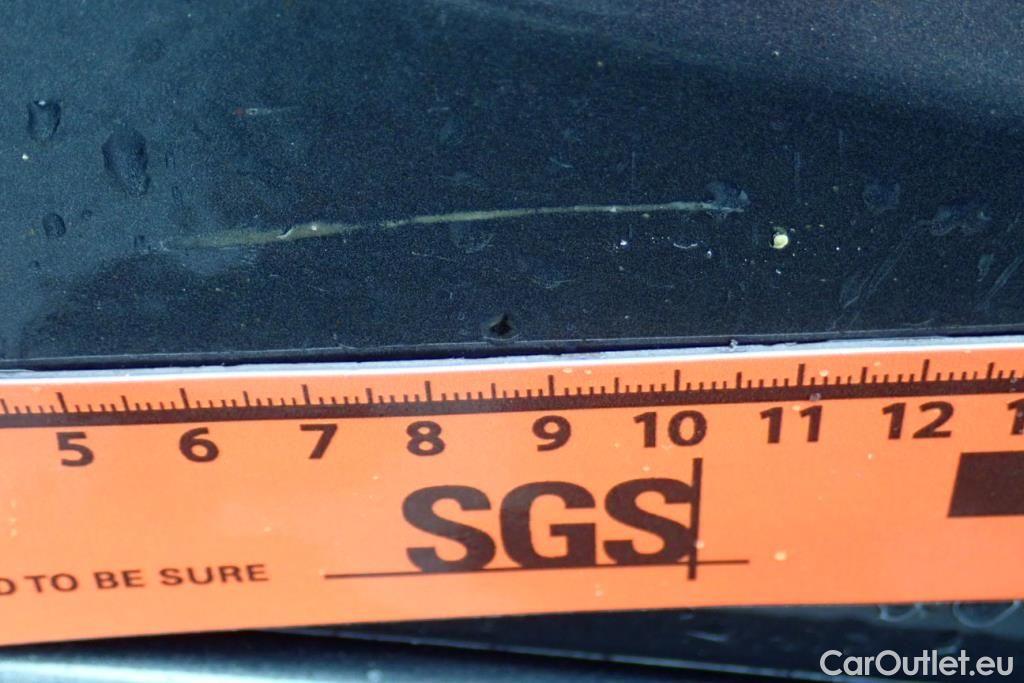 5 6 7 8 9 10 11 12
SGS
TO BE SURE
CarOutlet.eu